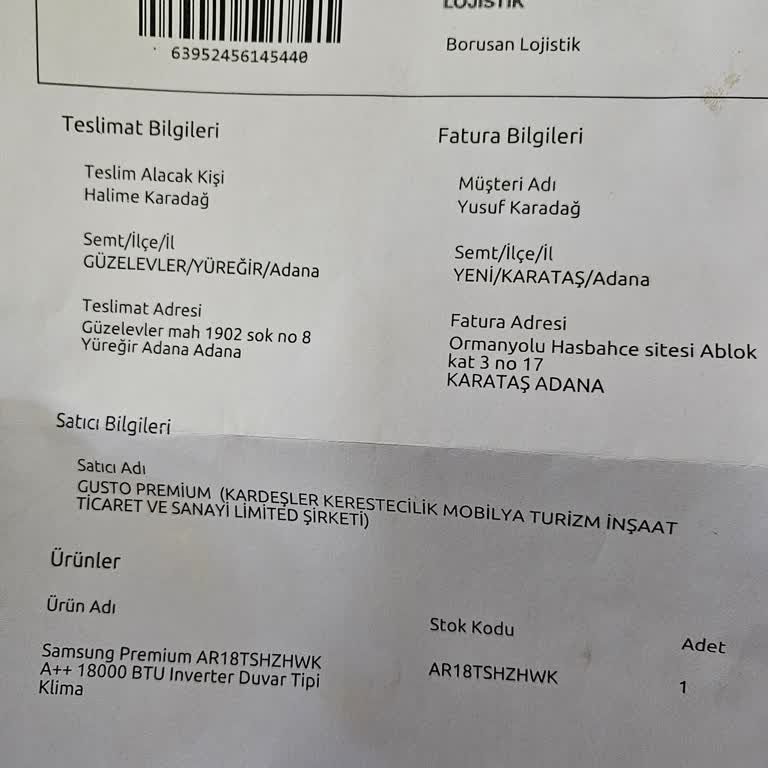 LOJİSTİK
63952456145440
Borusan Lojistik
Teslimat Bilgileri
Teslim Alacak Kişi
Halime Karadağ
Semt/İlçe/İl
GÜZELEVLER/YÜREĞİR/Adana
Teslimat Adresi
Güzelevler mah 1902 sok no 8
Yüreğir Adana Adana
Fatura Bilgileri
Müşteri Adı
Yusuf Karadağ
Semt/İlçe/İl
YENİ/KARATAŞ/Adana
Fatura Adresi
Ormanyolu Hasbahce sitesi Ablok
kat 3 no 17
KARATAŞ ADANA
Satıcı Bilgileri
Satıcı Adı
GUSTO PREMIUM (KARDEŞLER KERESTECİLİK MOBİLYA TURİZM İNŞAAT
TİCARET VE SANAYİ LİMİTED ŞİRKETİ)
Ürünler
Ürün Adı
Stok Kodu
Adet
Samsung Premium AR18TSHZHWK
A++ 18000 BTU Inverter Duvar Tipi
Klima
AR18TSHZHWK
1